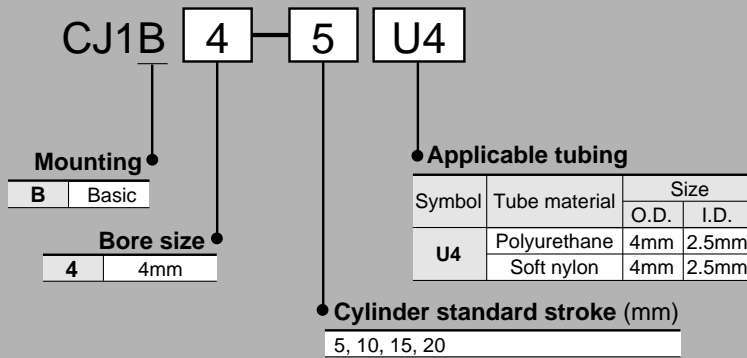 CJ1B 4 - 5 U4
Mounting
B Basic
Bore size
4 4mm
Applicable tubing
Symbol Tube material Size
O.D. I.D.
U4 Polyurethane 4mm 2.5mm
Soft nylon 4mm 2.5mm
Cylinder standard stroke (mm)
5, 10, 15, 20